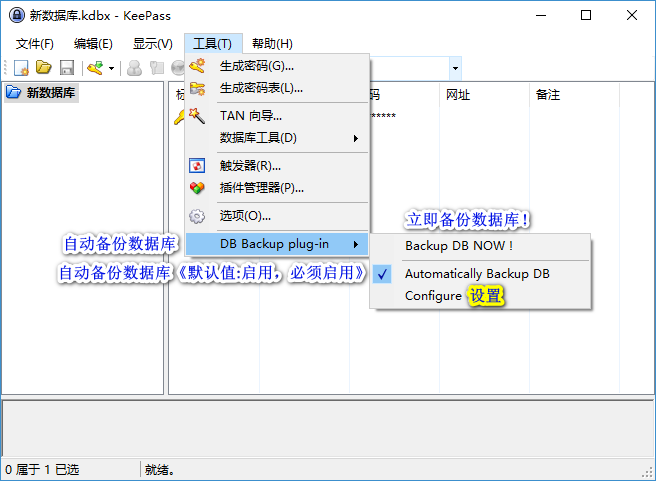 新数据库.kdbx - KeePass
文件(F) 编辑(E) 显示(V) 工具(T) 帮助(H)
新数据库
生成密码(G)...
生成密码表(L)...
TAN 向导...
数据库工具(D)
触发器(R)...
插件管理器(P)...
选项(O)...
DB Backup plug-in
码 网址 备注
*****
自动备份数据库
自动备份数据库《默认值:启用，必须启用》
立即备份数据库！
Backup DB NOW !
Automatically Backup DB
Configure 设置
0 属于 1 已选 就绪。